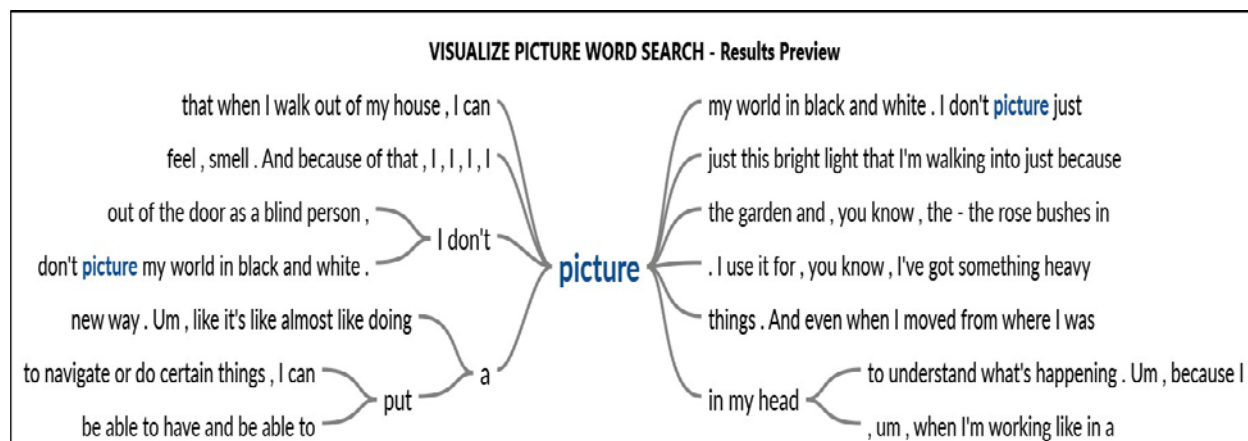 VISUALIZE PICTURE WORD SEARCH - Results Preview
that when I walk out of my house , I can
feel , smell . And because of that , I , I , I , I
out of the door as a blind person ,
don't picture my world in black and white .
I don't
new way . Um , like it's like almost like doing
to navigate or do certain things , I can
be able to have and be able to
put
a
picture
my world in black and white . I don't picture just
just this bright light that I'm walking into just because
the garden and , you know , the - the rose bushes in
. I use it for , you know , I've got something heavy
things . And even when I moved from where I was
in my head
to understand what's happening . Um , because I
, um , when I'm working like in a